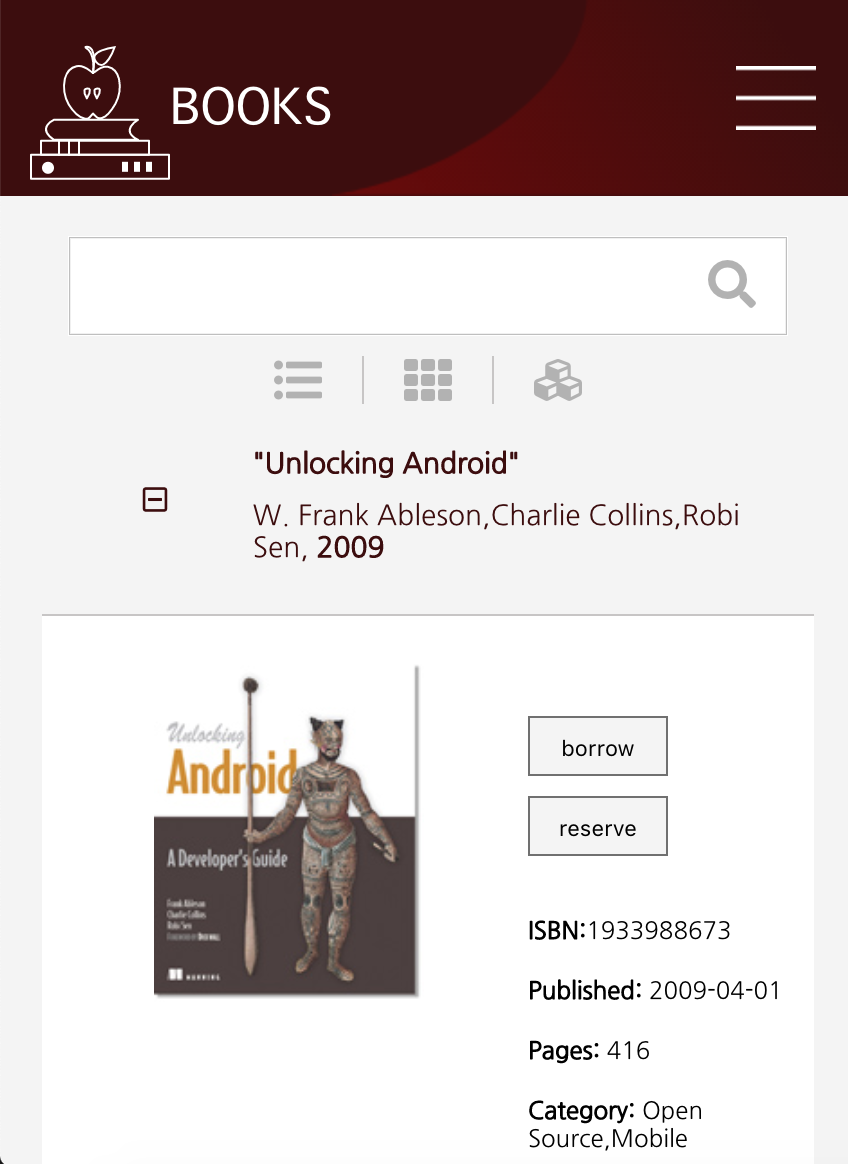 BOOKS
"Unlocking Android"
W. Frank Ableson,Charlie Collins,Robi
Sen, 2009
Unlocking
Android
A Developer's Guide
Frank Ableson
Charlie Collins
Robi Sen
MANNING
borrow
reserve
ISBN:1933988673
Published: 2009-04-01
Pages: 416
Category: Open
Source,Mobile